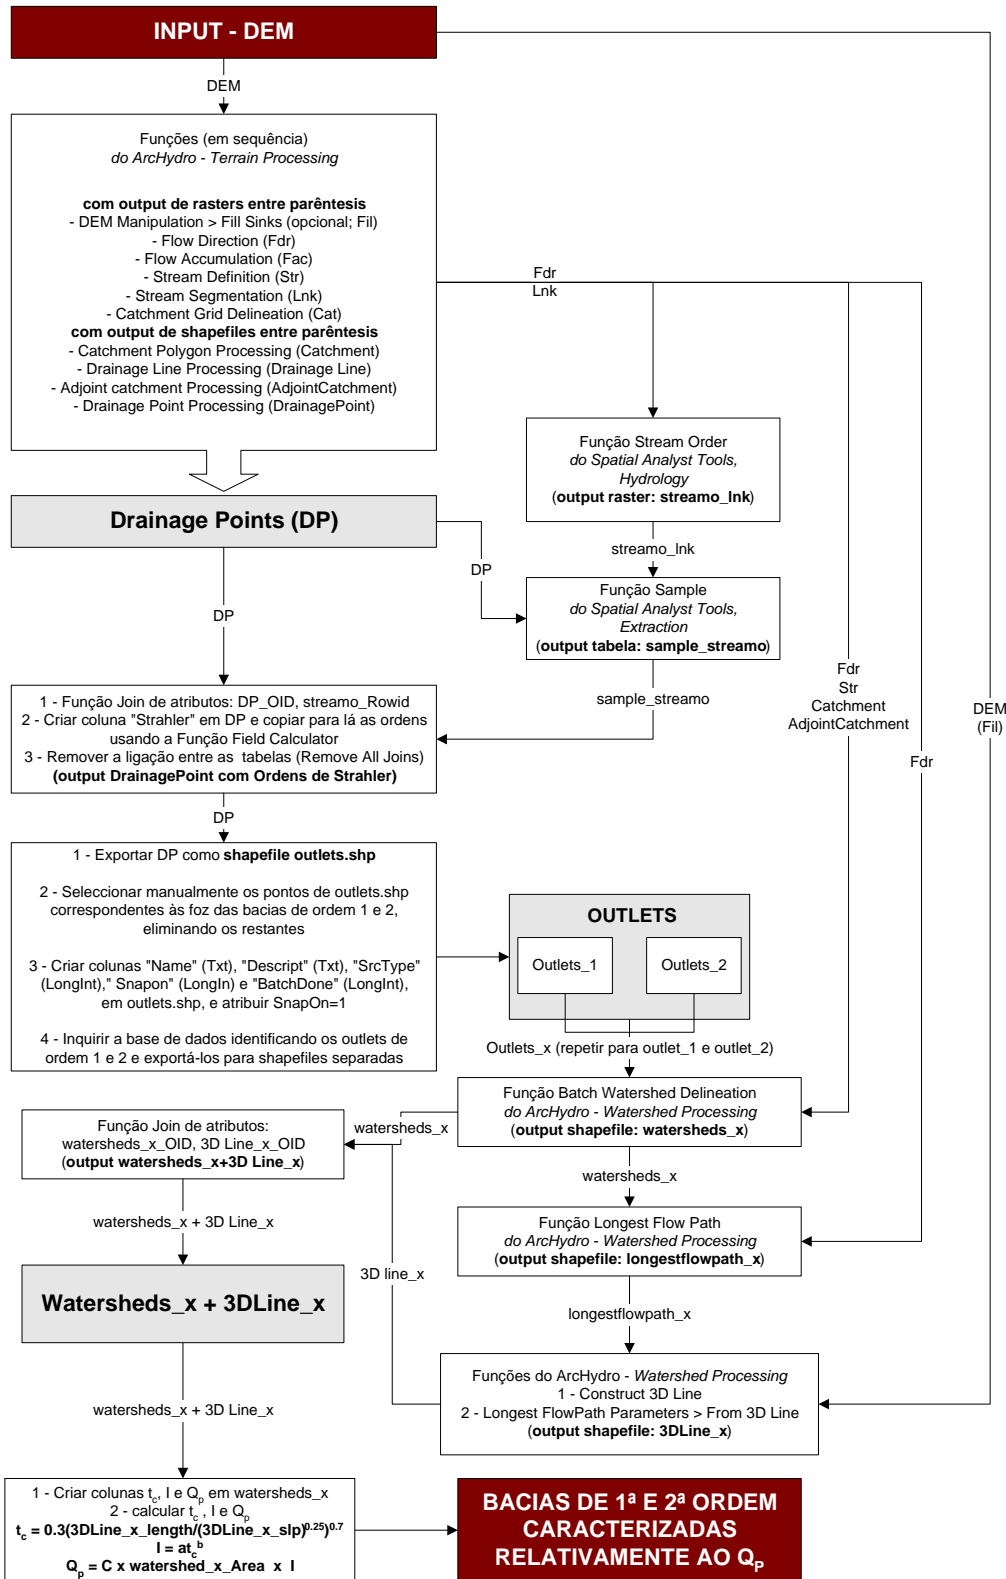 INPUT - DEM
DEM
Funções (em sequência)
do ArcHydro - Terrain Processing
com output de rasters entre parêntesis
- DEM Manipulation > Fill Sinks (opcional; Fil)
- Flow Direction (Fdr)
- Flow Accumulation (Fac)
- Stream Definition (Str)
- Stream Segmentation (Lnk)
- Catchment Grid Delineation (Cat)
com output de shapefiles entre parêntesis
- Catchment Polygon Processing (Catchment)
- Drainage Line Processing (Drainage Line)
- Adjoint catchment Processing (AdjointCatchment)
- Drainage Point Processing (DrainagePoint)
Fdr
Lnk
Função Stream Order
do Spatial Analyst Tools,
Hydrology
(output raster: streamo_lnk)
Drainage Points (DP)
streamo_lnk
DP
Função Sample
do Spatial Analyst Tools,
Extraction
(output tabela: sample_streamo)
DP
sample_streamo
Fdr
Str
Catchment
AdjointCatchment
DEM
(Fil)
Fdr
1 - Função Join de atributos: DP_OID, streamo_Rowid
2 - Criar coluna "Strahler" em DP e copiar para lá as ordens
usando a Função Field Calculator
3 - Remover a ligação entre as tabelas (Remove All Joins)
(output DrainagePoint com Ordens de Strahler)
DP
1 - Exportar DP como shapefile outlets.shp
2 - Seleccionar manualmente os pontos de outlets.shp
correspondentes às foz das bacias de ordem 1 e 2,
eliminando os restantes
3 - Criar colunas "Name" (Txt), "Descript" (Txt), "SrcType"
(LongInt)," Snapon" (LongIn) e "BatchDone" (LongInt),
em outlets.shp, e atribuir SnapOn=1
4 - Inquirir a base de dados identificando os outlets de
ordem 1 e 2 e exportá-los para shapefiles separadas
OUTLETS
Outlets_1
Outlets_2
Outlets_x (repetir para outlet_1 e outlet_2)
Função Batch Watershed Delineation
do ArcHydro - Watershed Processing
(output shapefile: watersheds_x)
watersheds_x
Função Join de atributos:
watersheds_x_OID, 3D Line_x_OID
(output watersheds_x+3D Line_x)
watersheds_x
watersheds_x + 3D Line_x
Função Longest Flow Path
do ArcHydro - Watershed Processing
(output shapefile: longestflowpath_x)
3D line_x
Watersheds_x + 3DLine_x
longestflowpath_x
Funções do ArcHydro - Watershed Processing
1 - Construct 3D Line
2 - Longest FlowPath Parameters > From 3D Line
(output shapefile: 3DLine_x)
watersheds_x + 3D Line_x
1 - Criar colunas tc, I e Qp em watersheds_x
2 - calcular tc , I e Qp
tc = 0.3(3DLine_x_length/(3DLine_x_slp)0.25)0.7
I = atcb
Qp = C x watershed_x_Area x I
BACIAS DE 1ª E 2ª ORDEM
CARACTERIZADAS
RELATIVAMENTE AO QP